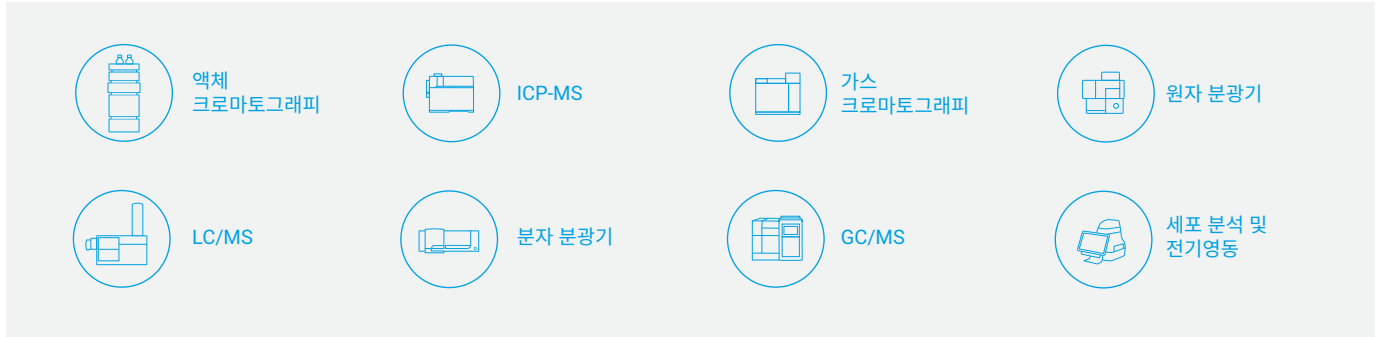 액체
크로마토그래피
ICP-MS
가스
크로마토그래피
원자 분광기
LC/MS
분자 분광기
GC/MS
세포 분석 및
전기영동